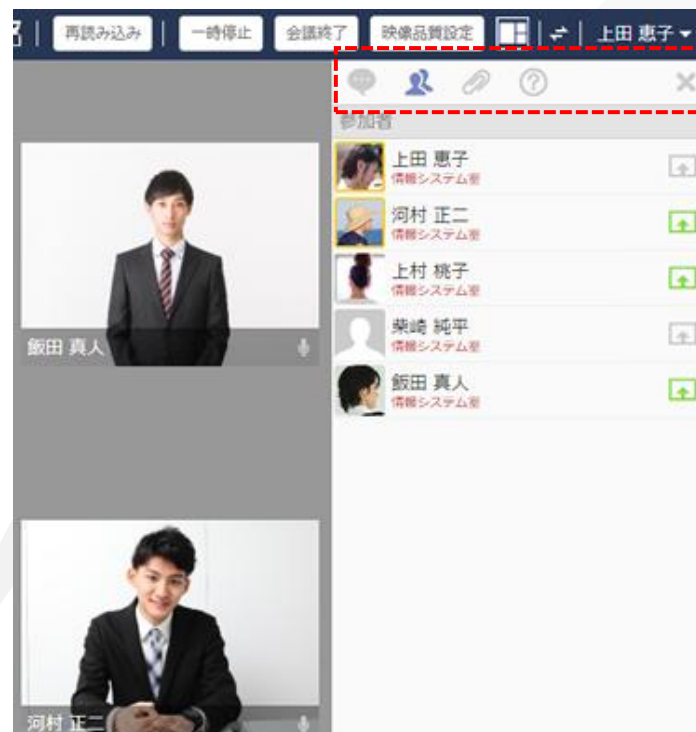 再読み込み 一時停止 会議終了 映像品質設定 上田 恵子
参加者
上田 恵子
情報システム室
河村 正二
情報システム室
上村 桃子
情報システム室
柴崎 純平
情報システム室
飯田 真人
情報システム室
飯田 真人
河村 正二